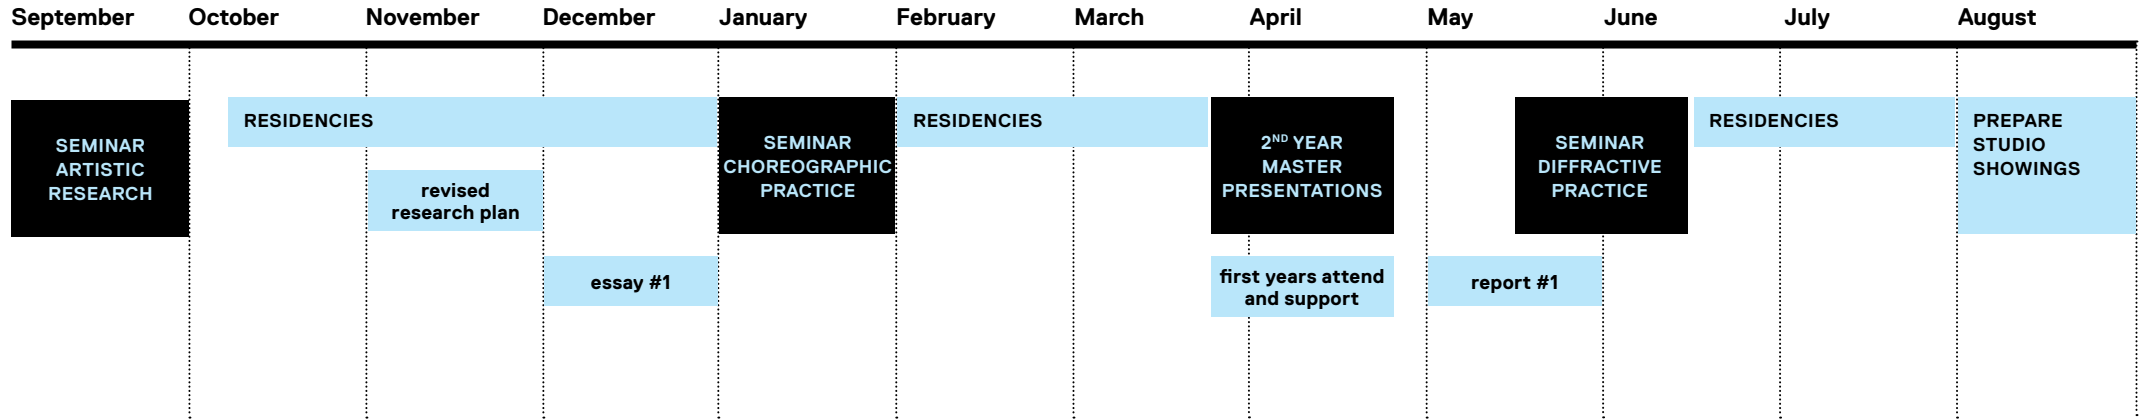 September October November December January February March April May June July August
RESIDENCIES
RESIDENCIES
RESIDENCIES
PREPARE
STUDIO
SHOWINGS
SEMINAR
ARTISTIC
RESEARCH
SEMINAR
CHOREOGRAPHIC
PRACTICE
2ND YEAR
MASTER
PRESENTATIONS
SEMINAR
DIFFRACTIVE
PRACTICE
revised
research plan
essay #1
first years attend
and support
report #1